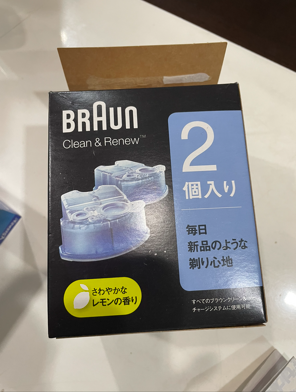 BRAUN
Clean & Renew™
2
個入り
毎日
新品のような
剃り心地
さわやかな
レモンの香り
すべてのブラウンクリーン&
チャージシステムに使用可能